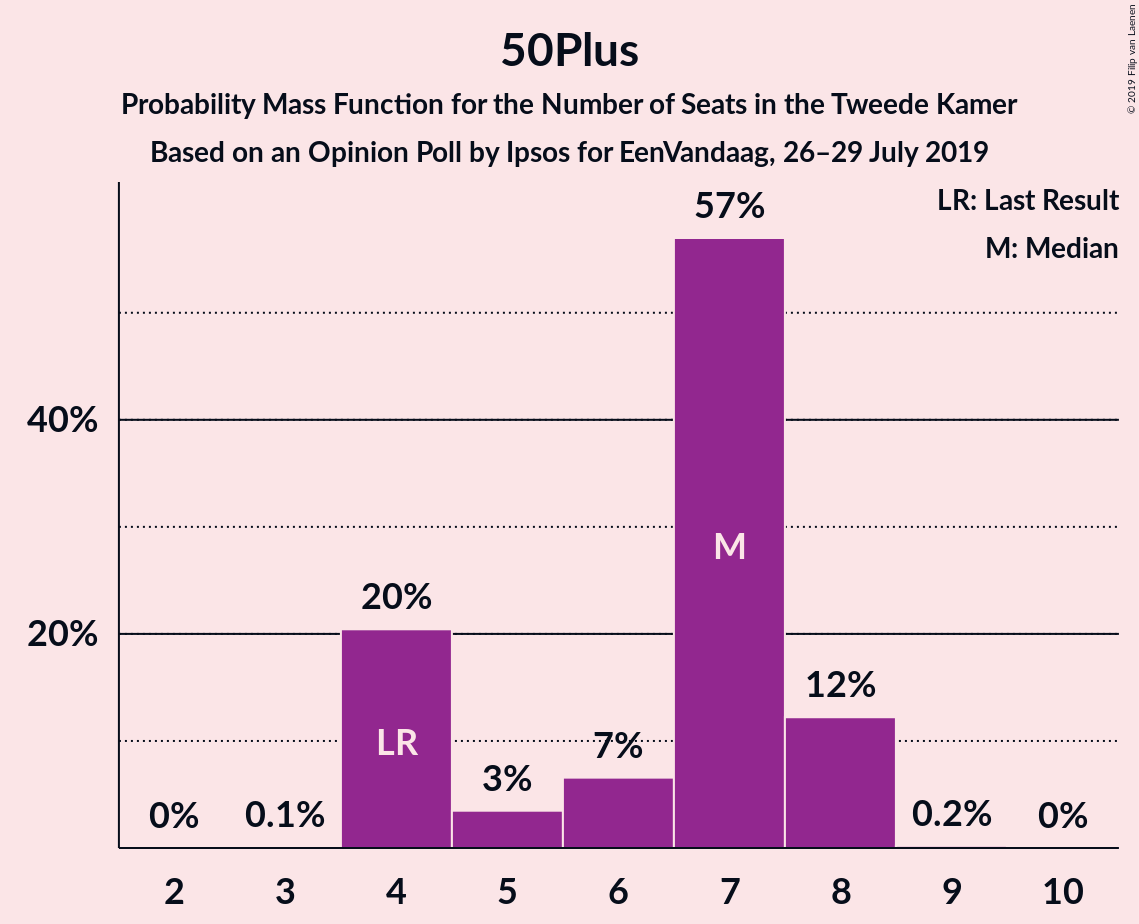 50Plus
Probability Mass Function for the Number of Seats in the Tweede Kamer
Based on an Opinion Poll by Ipsos for EenVandaag, 26–29 July 2019
© 2019 Filip van Laenen
LR: Last Result
M: Median
57%
40%
M
20%
20%
12%
LR
7%
3%
0%
0.1%
0.2%
0%
2 3 4 5 6 7 8 9 10